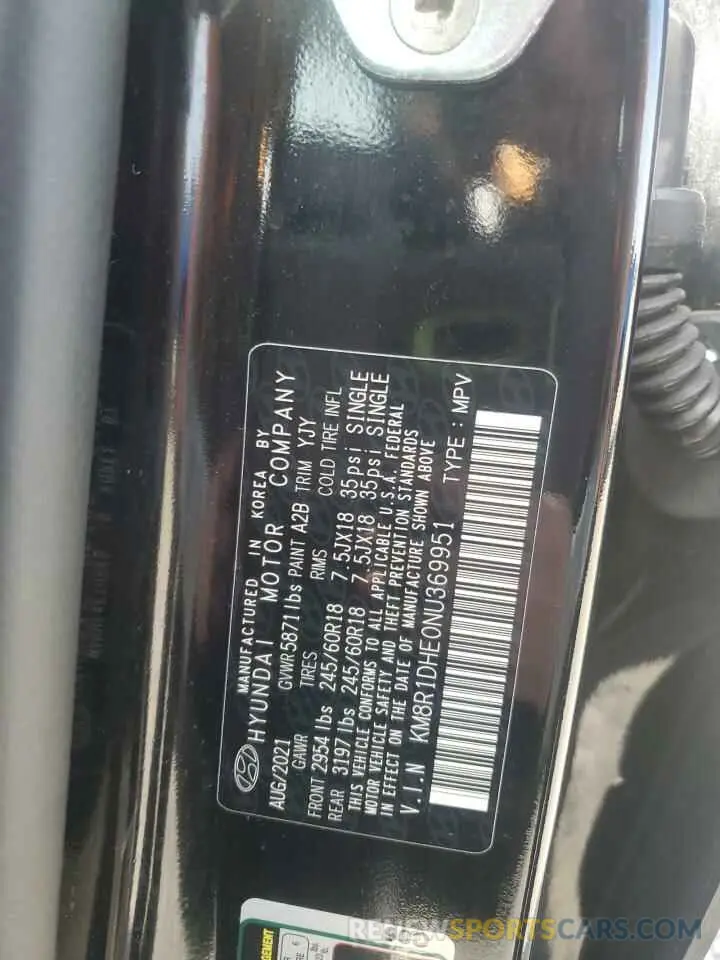 MANUFACTURED IN KOREA BY
HYUNDAI MOTOR COMPANY
AUG/2021 GVWR 5871 lbs PAINT A2B TRIM YJY
GAWR TIRES RIMS COLD TIRE INFL
FRONT 2954 lbs 245/60R18 7.5JX18 35psi SINGLE
REAR 3197 lbs 245/60R18 7.5JX18 35psi SINGLE
THIS VEHICLE CONFORMS TO ALL APPLICABLE U.S.A. FEDERAL
MOTOR VEHICLE SAFETY AND THEFT PREVENTION STANDARDS
IN EFFECT ON THE DATE OF MANUFACTURE SHOWN ABOVE
V.I.N KM8R1DHE0NU369951 TYPE : MPV
REVIEWSPORTSCARS.COM